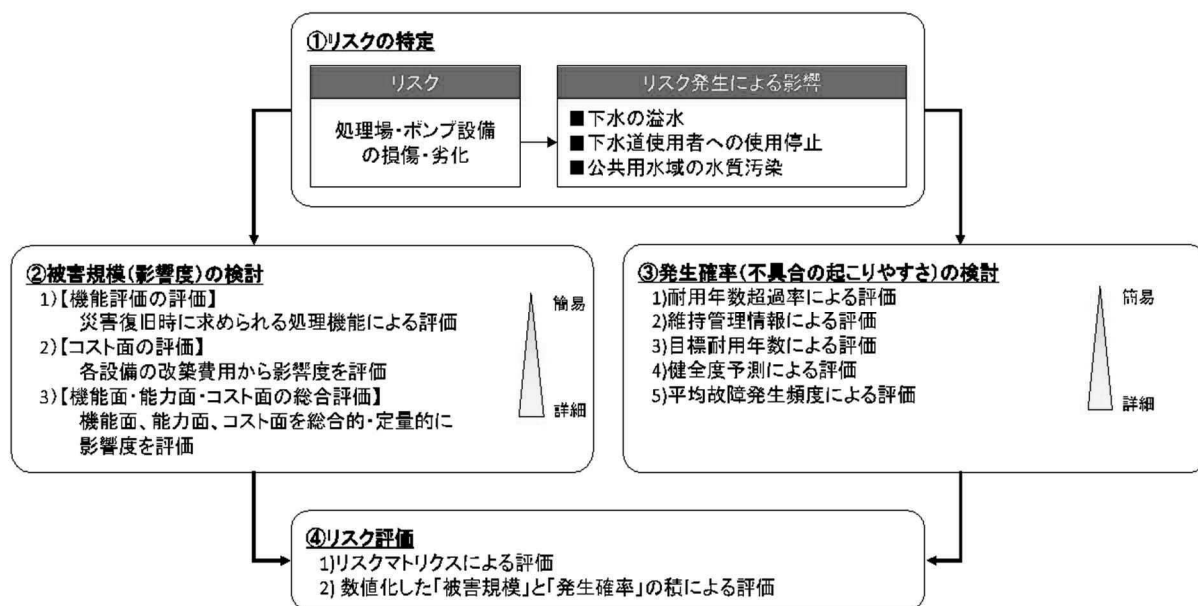 ①リスクの特定
リスク
処理場・ポンプ設備
の損傷・劣化
リスク発生による影響
■下水の溢水
■下水道使用者への使用停止
■公共用水域の水質汚染
②被害規模(影響度)の検討
1)【機能評価の評価】
災害復旧時に求められる処理機能による評価
2)【コスト面の評価】
各設備の改築費用から影響度を評価
3)【機能面・能力面・コスト面の総合評価】
機能面、能力面、コスト面を総合的・定量的に
影響度を評価
簡易
詳細
③発生確率(不具合の起こりやすさ)の検討
1)耐用年数超過率による評価
2)維持管理情報による評価
3)目標耐用年数による評価
4)健全度予測による評価
5)平均故障発生頻度による評価
簡易
詳細
④リスク評価
1)リスクマトリクスによる評価
2) 数値化した「被害規模」と「発生確率」の積による評価